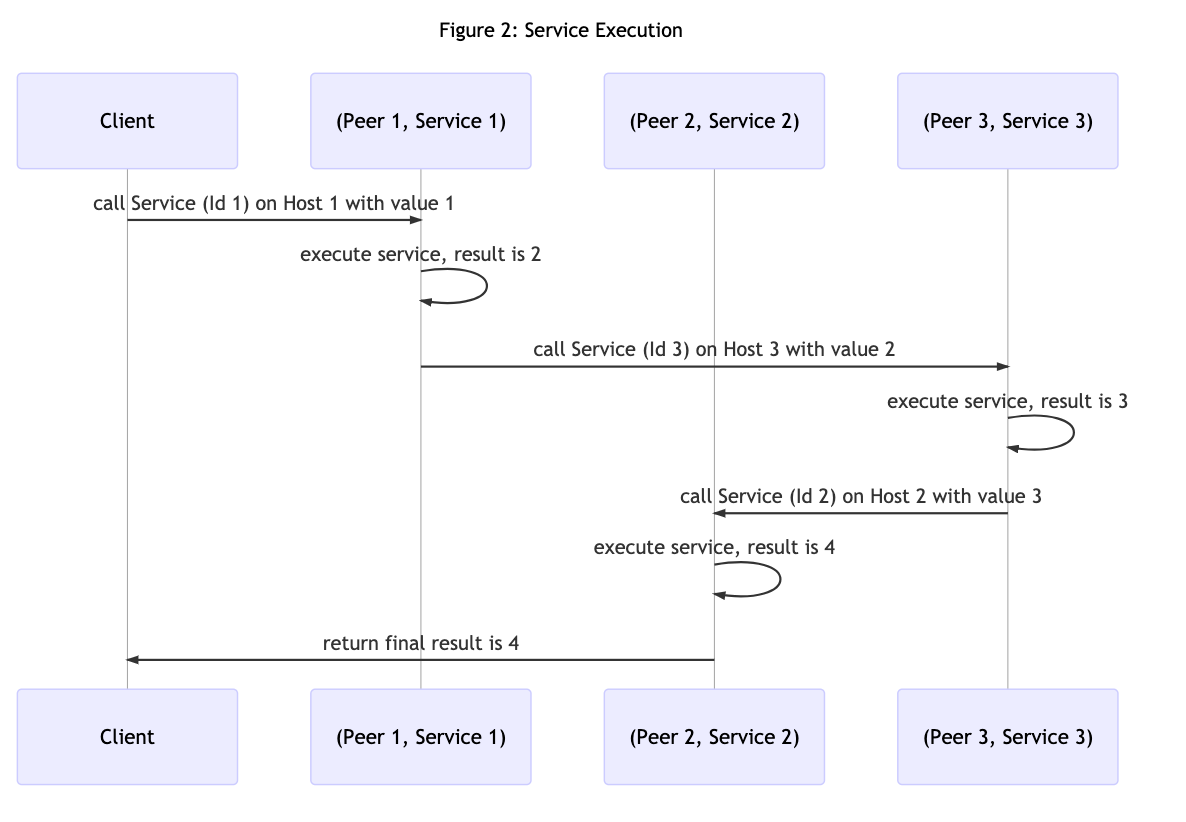 Figure 2: Service Execution
Client
(Peer 1, Service 1)
(Peer 2, Service 2)
(Peer 3, Service 3)
call Service (Id 1) on Host 1 with value 1
execute service, result is 2
call Service (Id 3) on Host 3 with value 2
execute service, result is 3
call Service (Id 2) on Host 2 with value 3
execute service, result is 4
return final result is 4
Client
(Peer 1, Service 1)
(Peer 2, Service 2)
(Peer 3, Service 3)